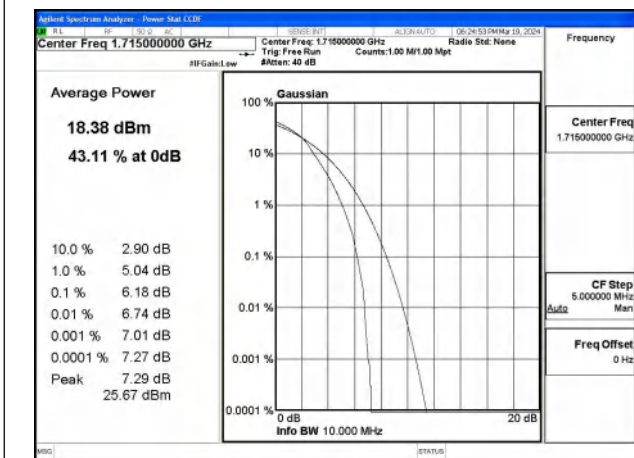 Agilent Spectrum Analyzer - Power Stat CCDF
RL RF 50 Ω AC SENSE:INT ALIGNAUTO 06:24:53 PM Mar 19, 2024
Center Freq 1.715000000 GHz
Center Freq: 1.715000000 GHz Radio Std: None
Trig: Free Run Counts:1.00 M/1.00 Mpt
#IFGain:Low #Atten: 40 dB
Frequency
Average Power
18.38 dBm
43.11 % at 0dB
10.0 % 2.90 dB
1.0 % 5.04 dB
0.1 % 6.18 dB
0.01 % 6.74 dB
0.001 % 7.01 dB
0.0001 % 7.27 dB
Peak 7.29 dB
25.67 dBm
Gaussian
100 %
10 %
1 %
0.1 %
0.01 %
0.001 %
0.0001 %
0 dB 20 dB
Info BW 10.000 MHz
Center Freq
1.715000000 GHz
CF Step
5.000000 MHz
Auto Man
Freq Offset
0 Hz
MSG STATUS